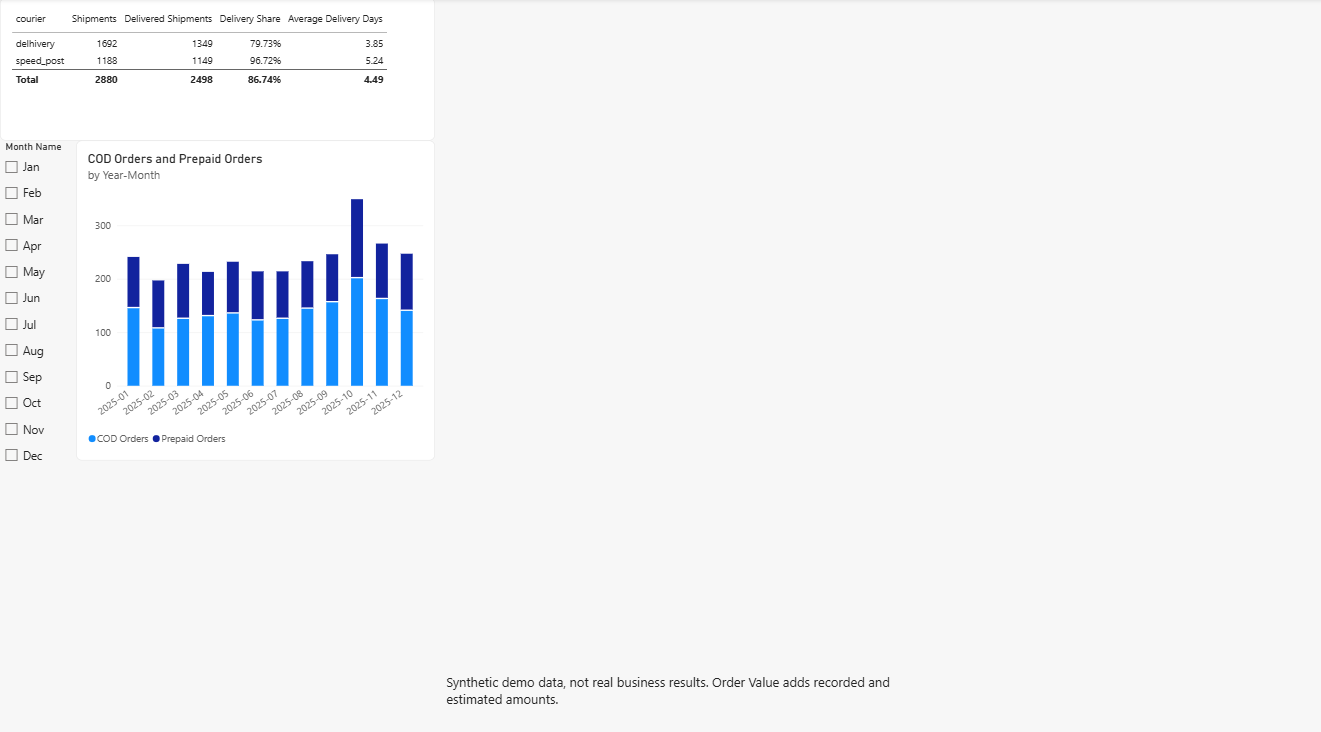 courier Shipments Delivered Shipments Delivery Share Average Delivery Days
delhivery 1692 1349 79.73% 3.85
speed_post 1188 1149 96.72% 5.24
Total 2880 2498 86.74% 4.49
Month Name
Jan
Feb
Mar
Apr
May
Jun
Jul
Aug
Sep
Oct
Nov
Dec
COD Orders and Prepaid Orders
by Year-Month
300
200
100
0
2025-01 2025-02 2025-03 2025-04 2025-05 2025-06 2025-07 2025-08 2025-09 2025-10 2025-11 2025-12
COD Orders Prepaid Orders
Synthetic demo data, not real business results. Order Value adds recorded and
estimated amounts.